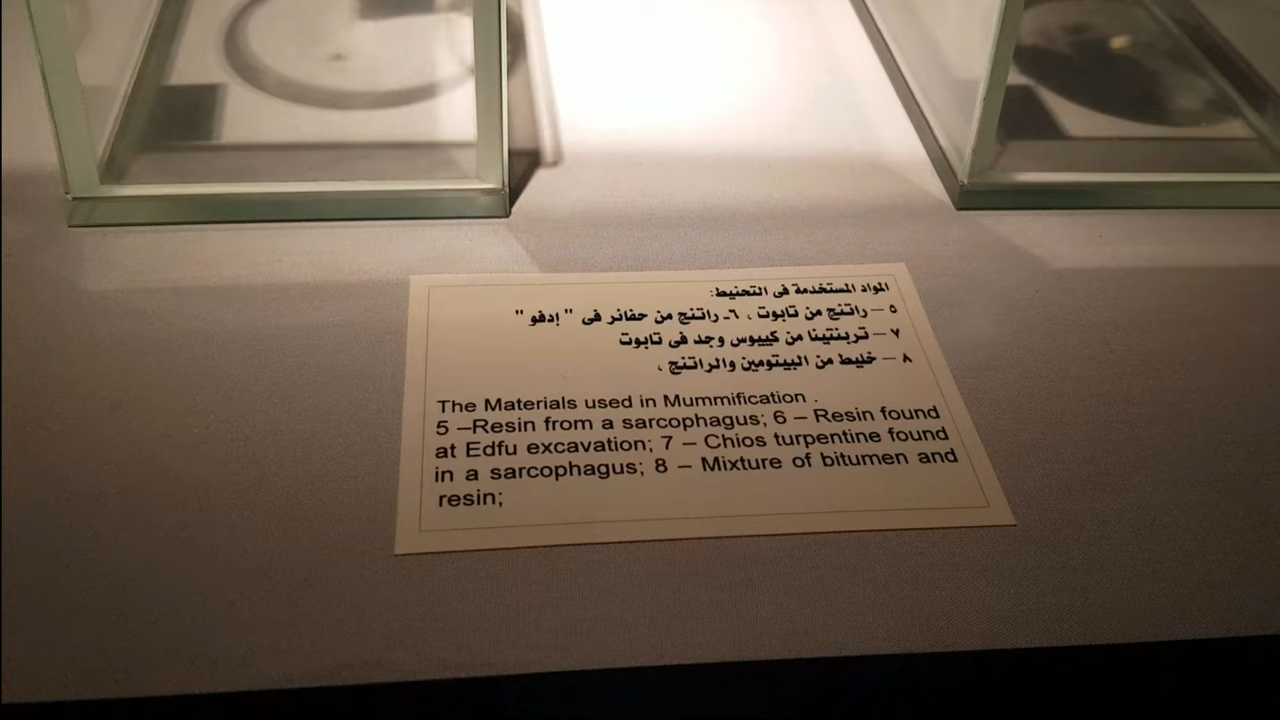 المواد المستخدمة فى التحنيط:
٥ – راتنج من تابوت ، ٦- راتنج من حفائر فى " إدفو "
٧ – تربنتينا من كييوس وجد فى تابوت
٨ – خليط من البيتومين والراتنج ،
The Materials used in Mummification .
5 –Resin from a sarcophagus; 6 – Resin found
at Edfu excavation; 7 – Chios turpentine found
in a sarcophagus; 8 – Mixture of bitumen and
resin;